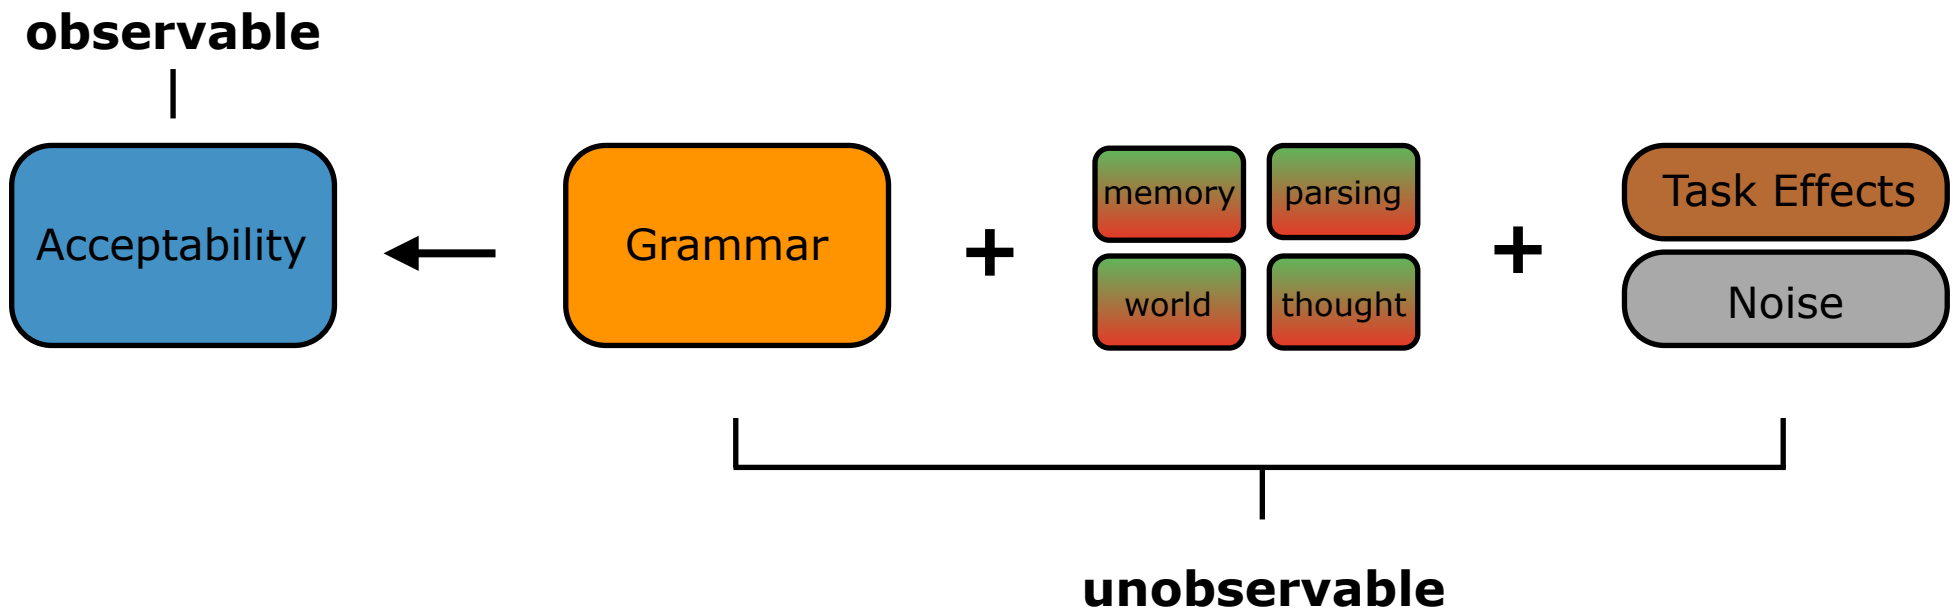 observable
Acceptability
Grammar
+
memory
parsing
world
thought
+
Task Effects
Noise
unobservable